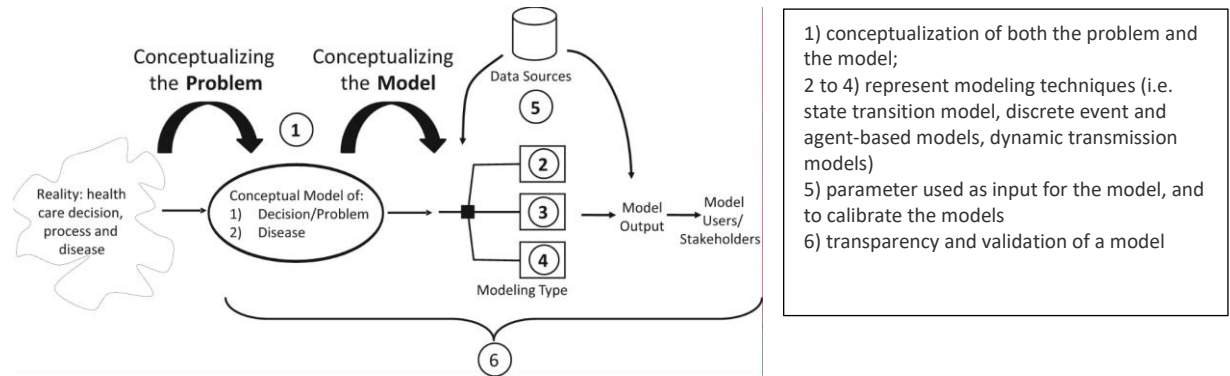 Conceptualizing
the Problem
Conceptualizing
the Model
Data Sources
5
1
2
3
4
Reality: health
care decision,
process and
disease
Conceptual Model of:
1) Decision/Problem
2) Disease
Modeling Type
Model
Output
Model
Users/
Stakeholders
6
1) conceptualization of both the problem and
the model;
2 to 4) represent modeling techniques (i.e.
state transition model, discrete event and
agent-based models, dynamic transmission
models)
5) parameter used as input for the model, and
to calibrate the models
6) transparency and validation of a model